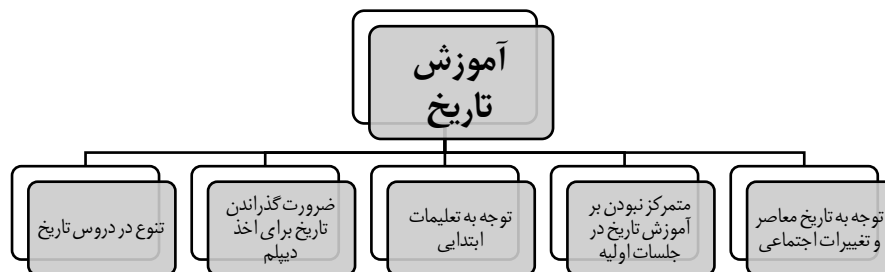 آموزش
تاریخ
توجه به تاریخ معاصر
و تغییرات اجتماعی
متمرکز نبودن بر
آموزش تاریخ در
جلسات اولیه
توجه به تعلیمات
ابتدایی
ضرورت گذراندن
تاریخ برای اخذ
دیپلم
تنوع در دروس تاریخ